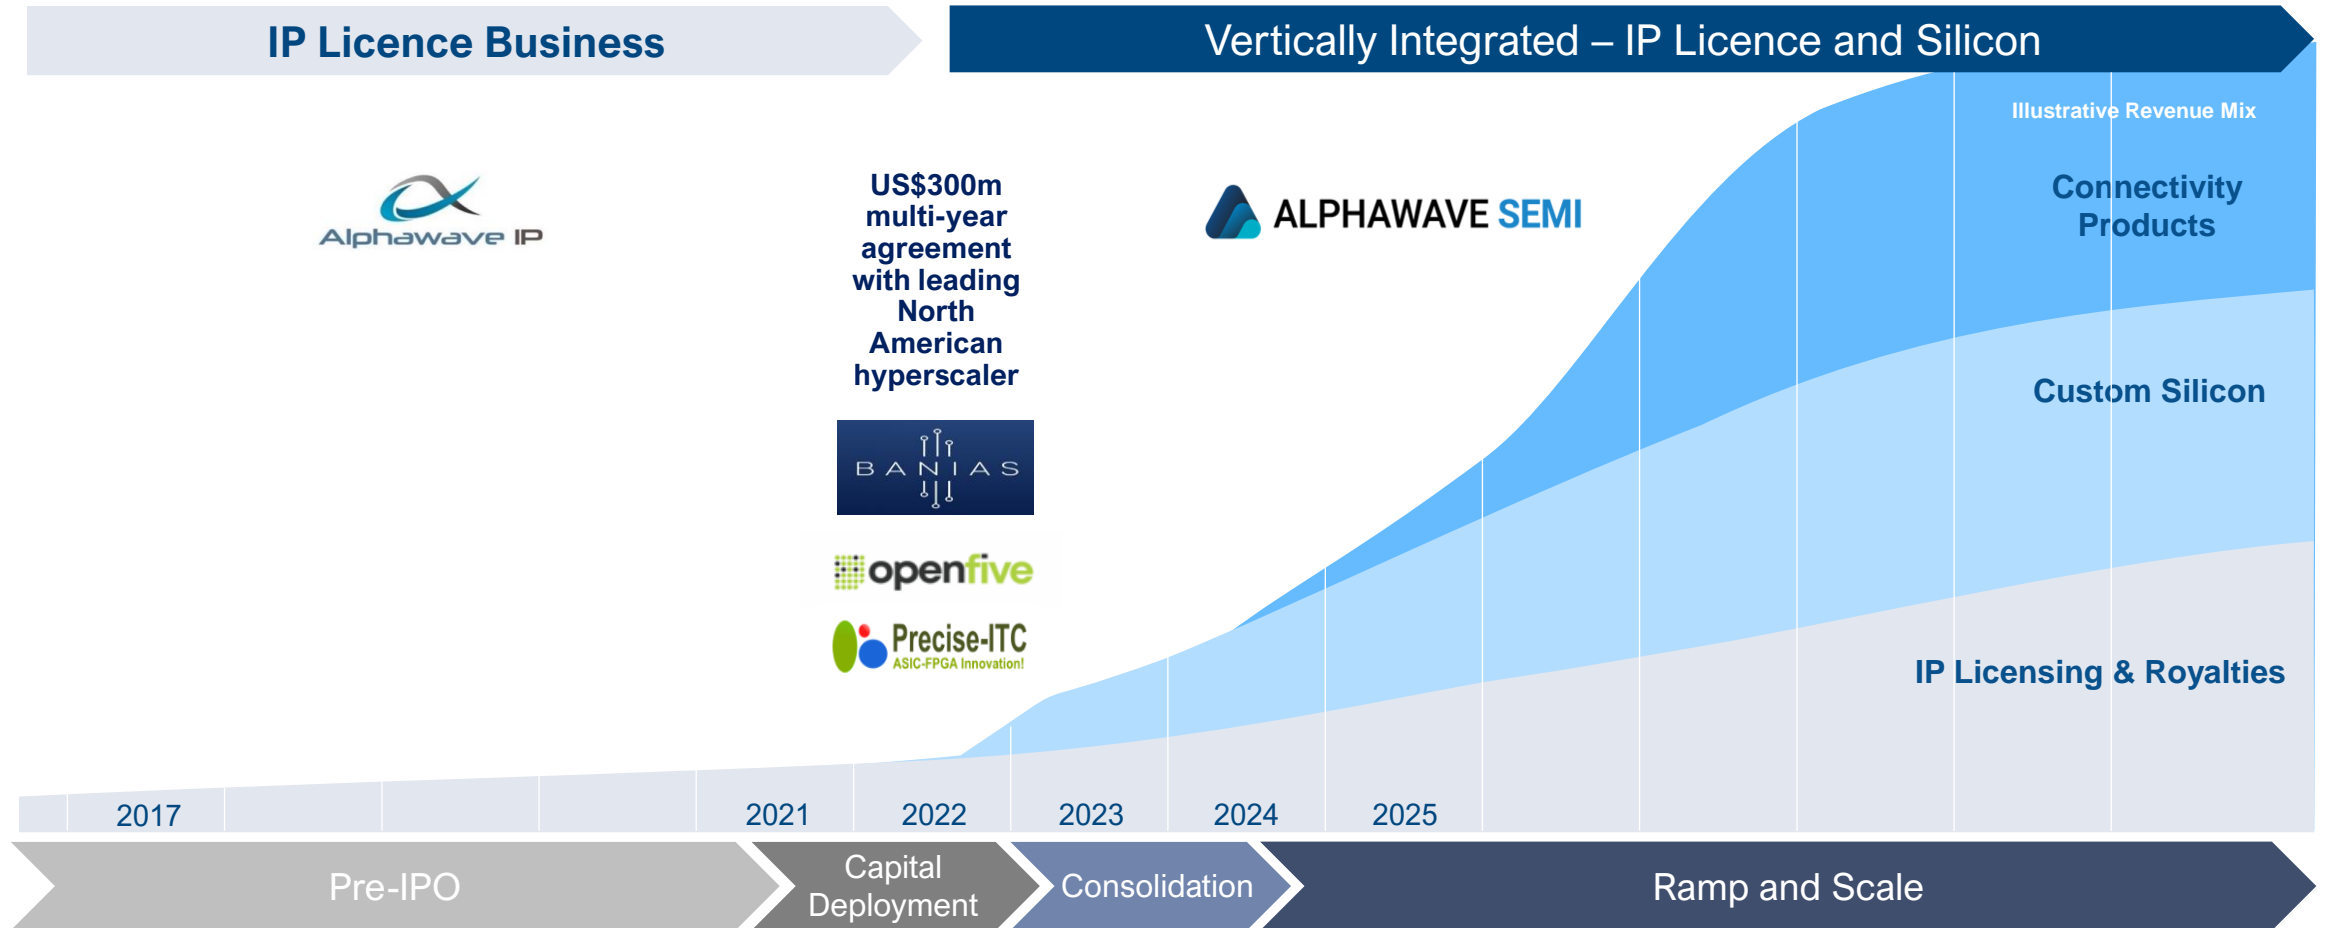 IP Licence Business
Vertically Integrated – IP Licence and Silicon
Illustrative Revenue Mix
Alphawave IP
US$300m
multi-year
agreement
with leading
North
American
hyperscaler
ALPHAWAVE SEMI
Connectivity
Products
BANIAS
Custom Silicon
openfive
Precise-ITC
ASIC-FPGA Innovation!
IP Licensing & Royalties
2017
2021
2022
2023
2024
2025
Pre-IPO
Capital
Deployment
Consolidation
Ramp and Scale